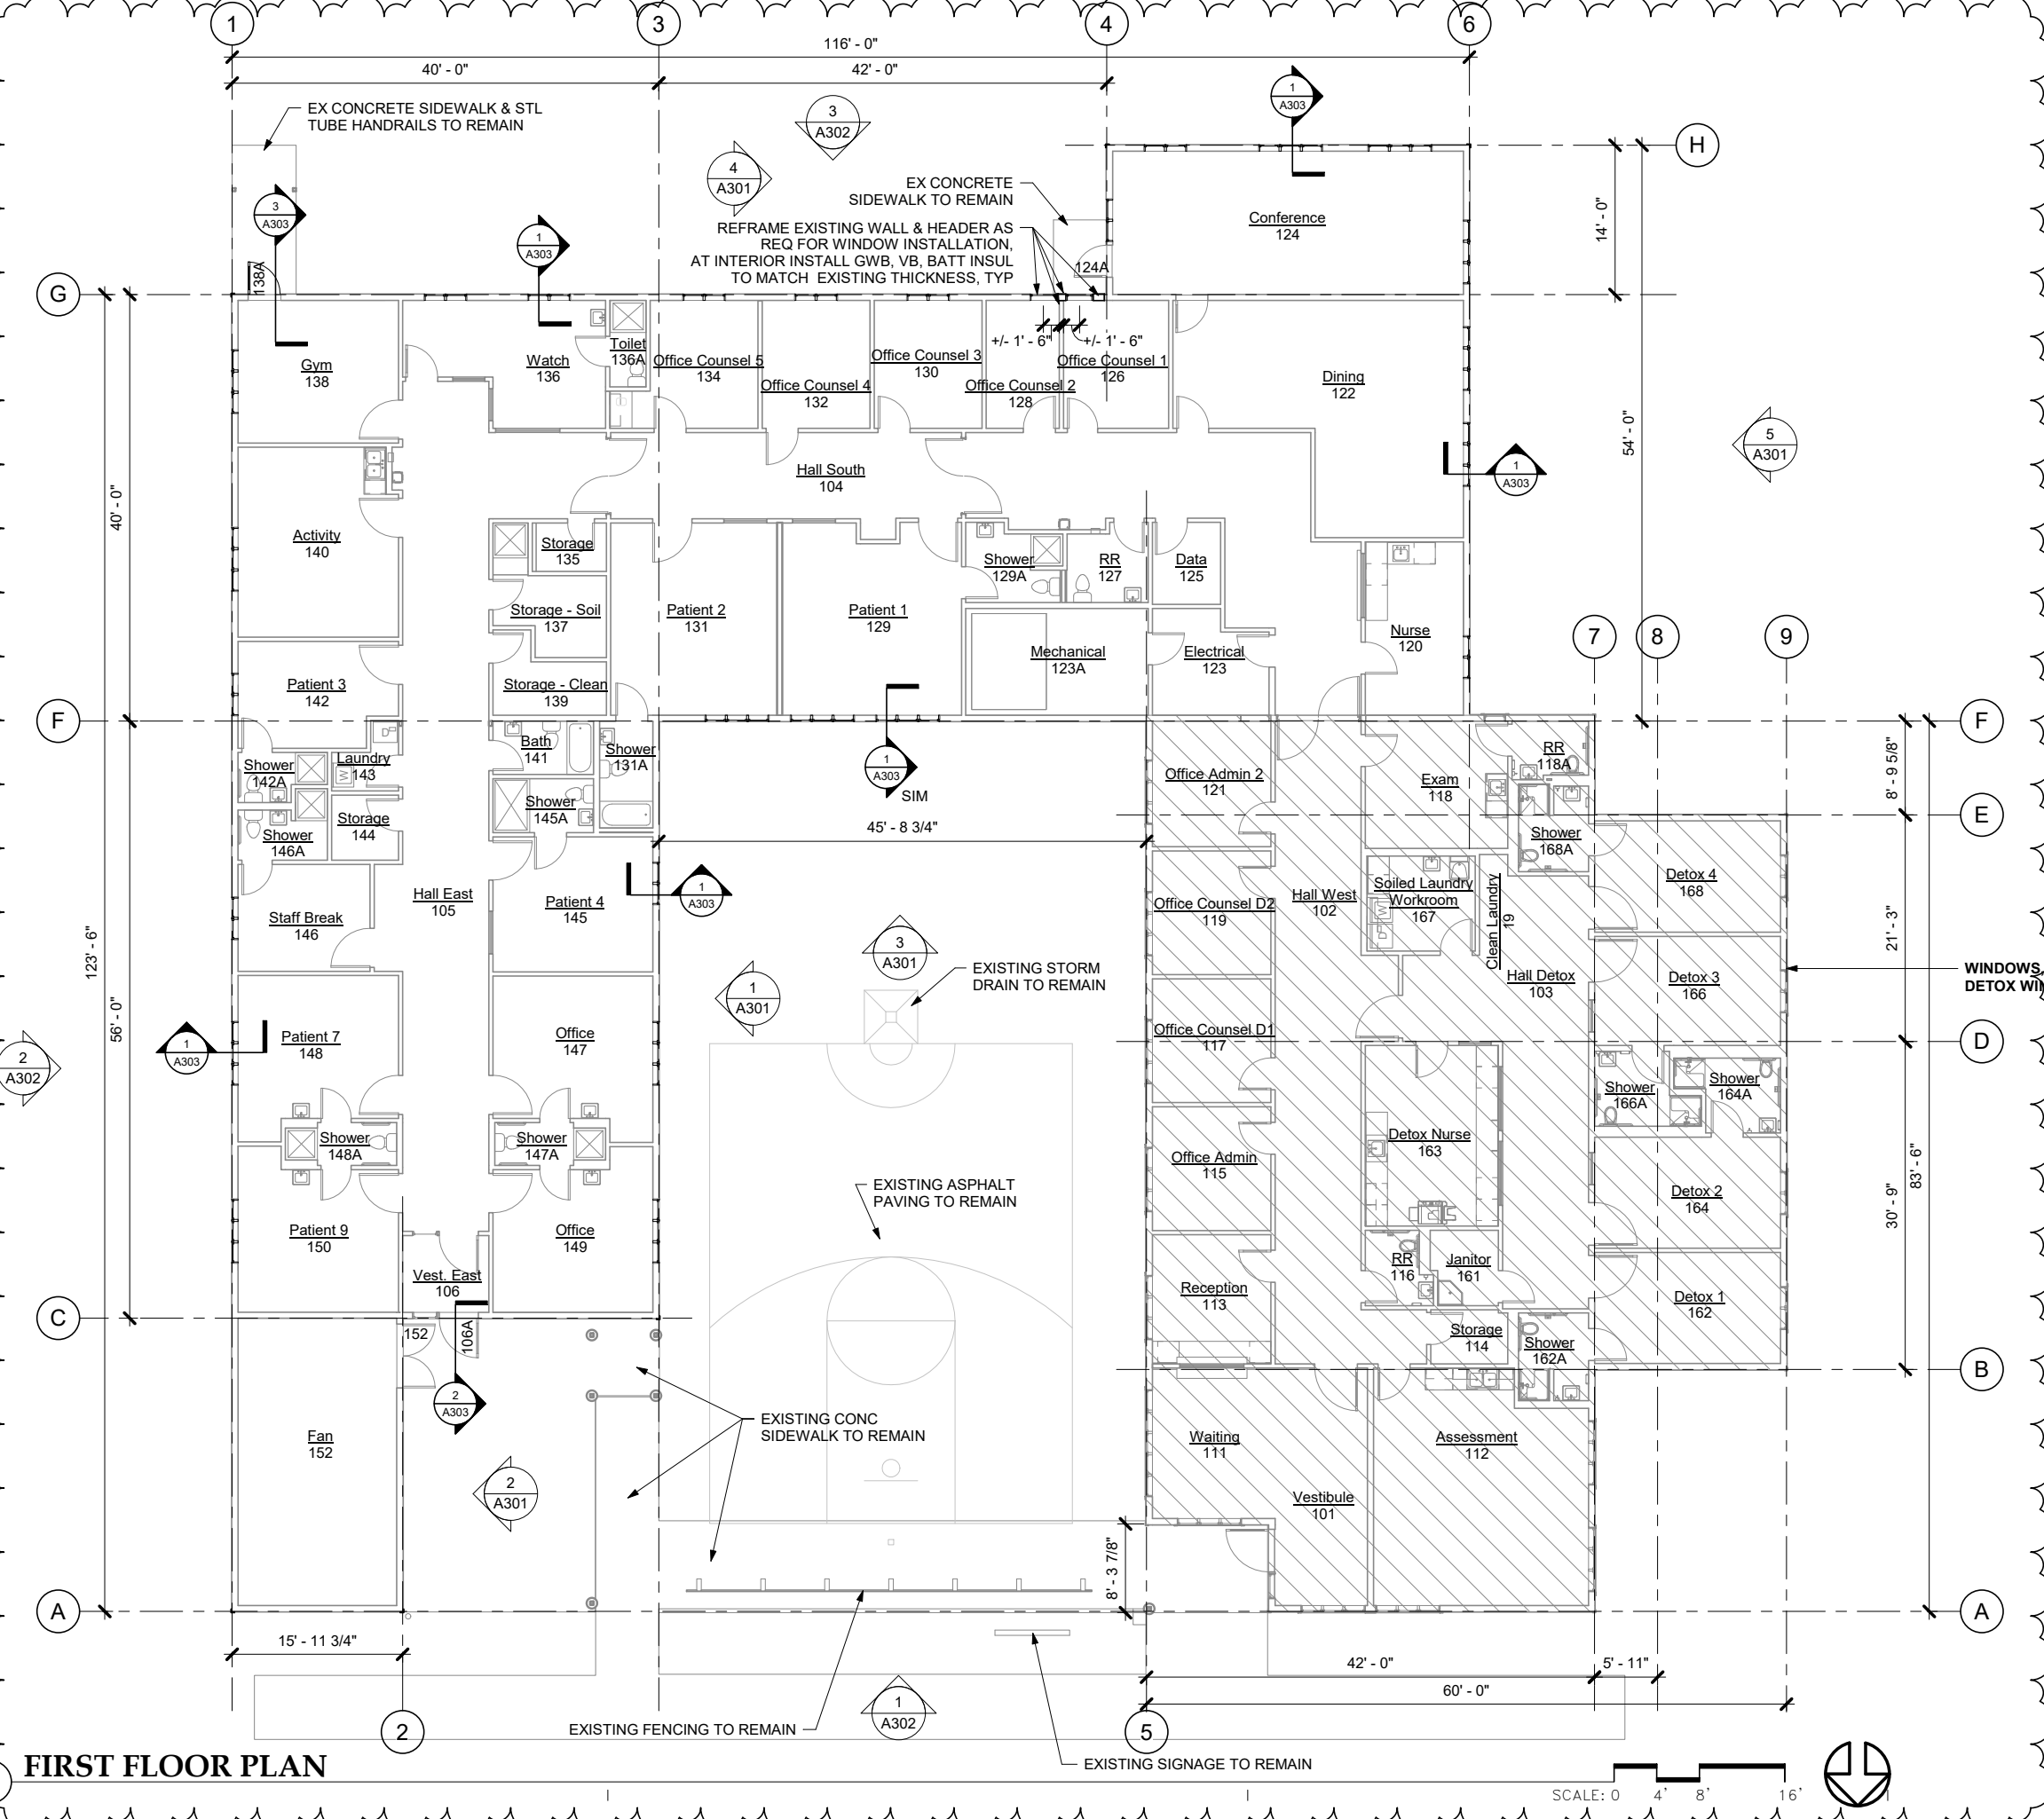 1
3
4
6
116' - 0"
40' - 0"
42' - 0"
EX CONCRETE SIDEWALK & STL
TUBE HANDRAILS TO REMAIN
3
A302
1
A303
H
4
A301
EX CONCRETE
SIDEWALK TO REMAIN
REFRAME EXISTING WALL & HEADER AS
REQ FOR WINDOW INSTALLATION,
AT INTERIOR INSTALL GWB, VB, BATT INSUL
TO MATCH  EXISTING THICKNESS, TYP
3
A303
1
A303
138A
124A
Conference
124
14' - 0"
G
+/- 1' - 6"
+/- 1' - 6"
Gym
138
Watch
136
Toilet
136A
Office Counsel 5
134
Office Counsel 4
132
Office Counsel 3
130
Office Counsel 2
128
Office Counsel 1
126
Dining
122
54' - 0"
5
A301
1
A303
Hall South
104
40' - 0"
Activity
140
Storage
135
Shower
129A
RR
127
Data
125
Storage - Soil
137
Patient 2
131
Patient 1
129
Mechanical
123A
Electrical
123
Nurse
120
7
8
9
Patient 3
142
Storage - Clean
139
F
F
Bath
141
Shower
131A
Shower
142A
Laundry
143
1
A303
SIM
Office Admin 2
121
Exam
118
RR
118A
8' - 9 5/8"
E
Shower
145A
Storage
144
Shower
146A
45' - 8 3/4"
Shower
168A
Hall East
105
Patient 4
145
1
A303
Staff Break
146
Office Counsel D2
119
Hall West
102
Soiled Laundry
Workroom
167
Clean Laundry
19
Detox 4
168
21' - 3"
123' - 6"
56' - 0"
3
A301
1
A301
EXISTING STORM
DRAIN TO REMAIN
Hall Detox
103
Detox 3
166
WINDOWS
Patient 7
148
Office
147
1
A303
2
A302
Office Counsel D1
117
D
Shower
166A
Shower
164A
Shower
148A
Shower
147A
Detox Nurse
163
Office Admin
115
EXISTING ASPHALT
PAVING TO REMAIN
Detox 2
164
30' - 9"
83' - 6"
Patient 9
150
Office
149
Vest. East
106
RR
116
Janitor
161
Reception
113
Detox 1
162
C
152
106A
Storage
114
Shower
162A
B
2
A303
Fan
152
EXISTING CONC
SIDEWALK TO REMAIN
Waiting
111
Assessment
112
2
A301
Vestibule
101
8' - 3 7/8"
A
A
15' - 11 3/4"
42' - 0"
5' - 11"
60' - 0"
2
EXISTING FENCING TO REMAIN
1
A302
5
EXISTING SIGNAGE TO REMAIN
FIRST FLOOR PLAN
SCALE: 0 4' 8' 16'